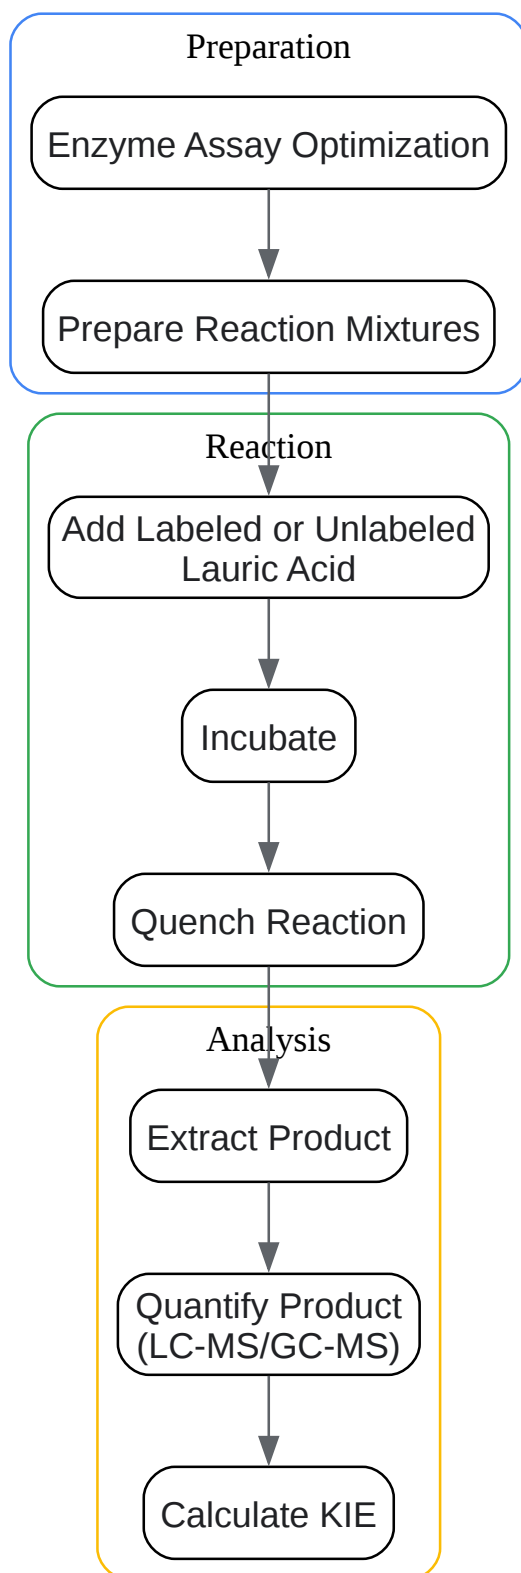 Preparation
Enzyme Assay Optimization
Prepare Reaction Mixtures
Reaction
Add Labeled or Unlabeled
Lauric Acid
Incubate
Quench Reaction
Analysis
Extract Product
Quantify Product
(LC-MS/GC-MS)
Calculate KIE